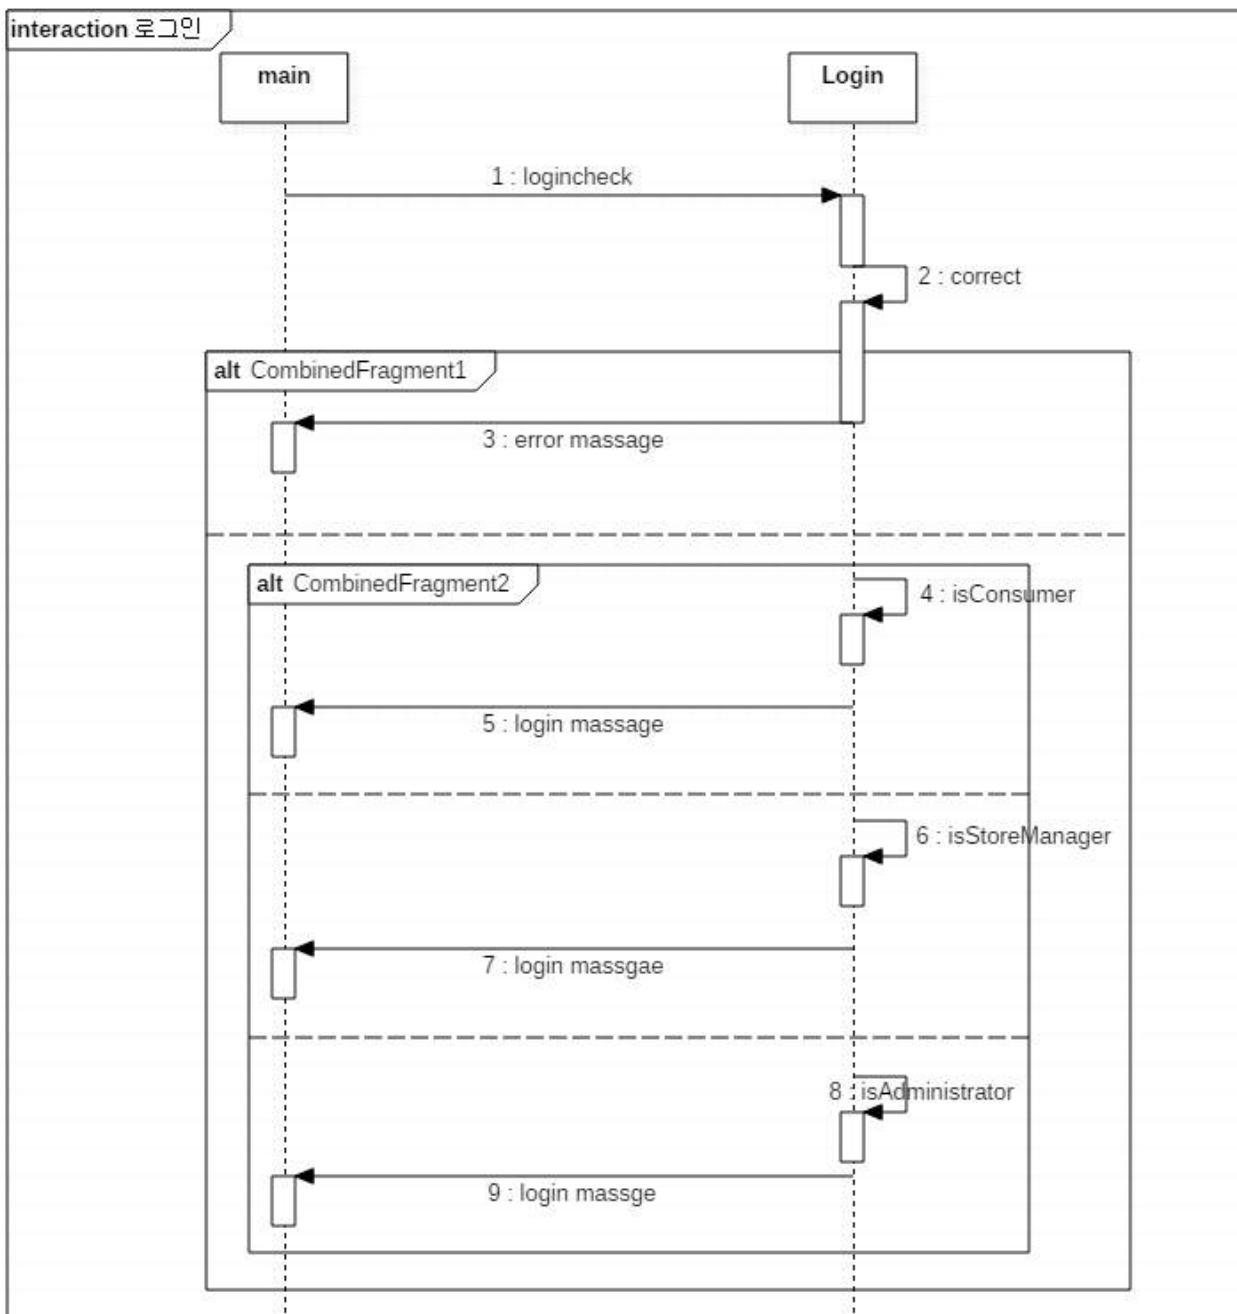 interaction 로그인
main
Login
1 : logincheck
2 : correct
alt CombinedFragment1
3 : error massage
alt CombinedFragment2
4 : isConsumer
5 : login massage
6 : isStoreManager
7 : login massgae
8 : isAdministrator
9 : login massge